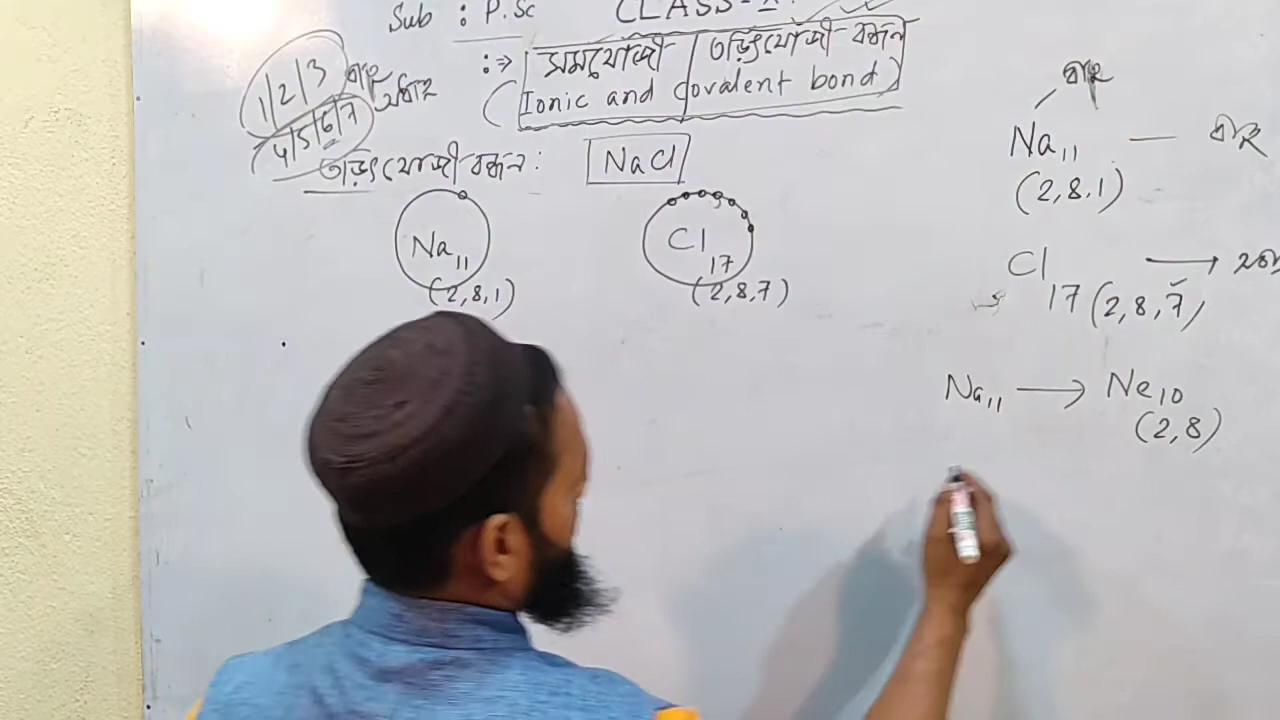 Sub : P.Sc CLASS-X
:⇒ সমযোজী / তড়িৎযোজী বন্ধন
(Ionic and Covalent bond)
1/2/3 ধাতু
4/5/6/7 অধাতু
তড়িৎযোজী বন্ধন : NaCl
Na11
(2,8,1)
Cl17
(2,8,7)
ধাতু
Na11 — ধাতু
(2,8,1)
Cl17 →
(2,8,7)
Na11 → Ne10
(2,8)